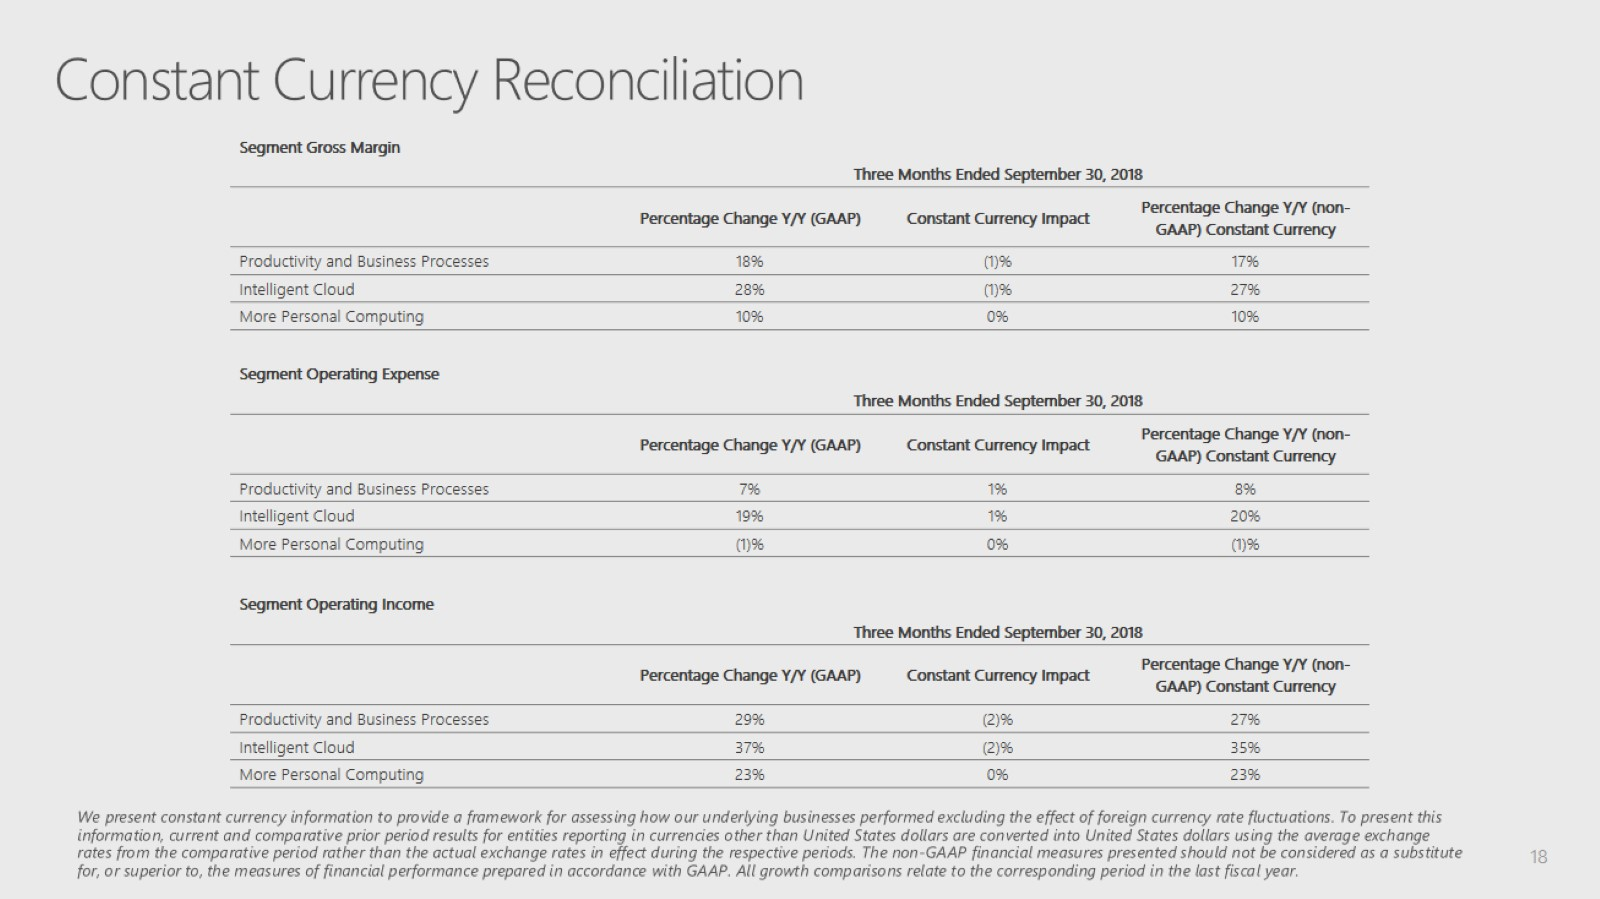 Constant Currency Reconciliation
Segment Gross Margin
Three Months Ended September 30, 2018
Percentage Change Y/Y (GAAP) Constant Currency Impact Percentage Change Y/Y (non-
GAAP) Constant Currency
Productivity and Business Processes 18% (1)% 17%
Intelligent Cloud 28% (1)% 27%
More Personal Computing 10% 0% 10%
Segment Operating Expense
Three Months Ended September 30, 2018
Percentage Change Y/Y (GAAP) Constant Currency Impact Percentage Change Y/Y (non-
GAAP) Constant Currency
Productivity and Business Processes 7% 1% 8%
Intelligent Cloud 19% 1% 20%
More Personal Computing (1)% 0% (1)%
Segment Operating Income
Three Months Ended September 30, 2018
Percentage Change Y/Y (GAAP) Constant Currency Impact Percentage Change Y/Y (non-
GAAP) Constant Currency
Productivity and Business Processes 29% (2)% 27%
Intelligent Cloud 37% (2)% 35%
More Personal Computing 23% 0% 23%
We present constant currency information to provide a framework for assessing how our underlying businesses performed excluding the effect of foreign currency rate fluctuations. To present this
information, current and comparative prior period results for entities reporting in currencies other than United States dollars are converted into United States dollars using the average exchange
rates from the comparative period rather than the actual exchange rates in effect during the respective periods. The non-GAAP financial measures presented should not be considered as a substitute
for, or superior to, the measures of financial performance prepared in accordance with GAAP. All growth comparisons relate to the corresponding period in the last fiscal year.
18